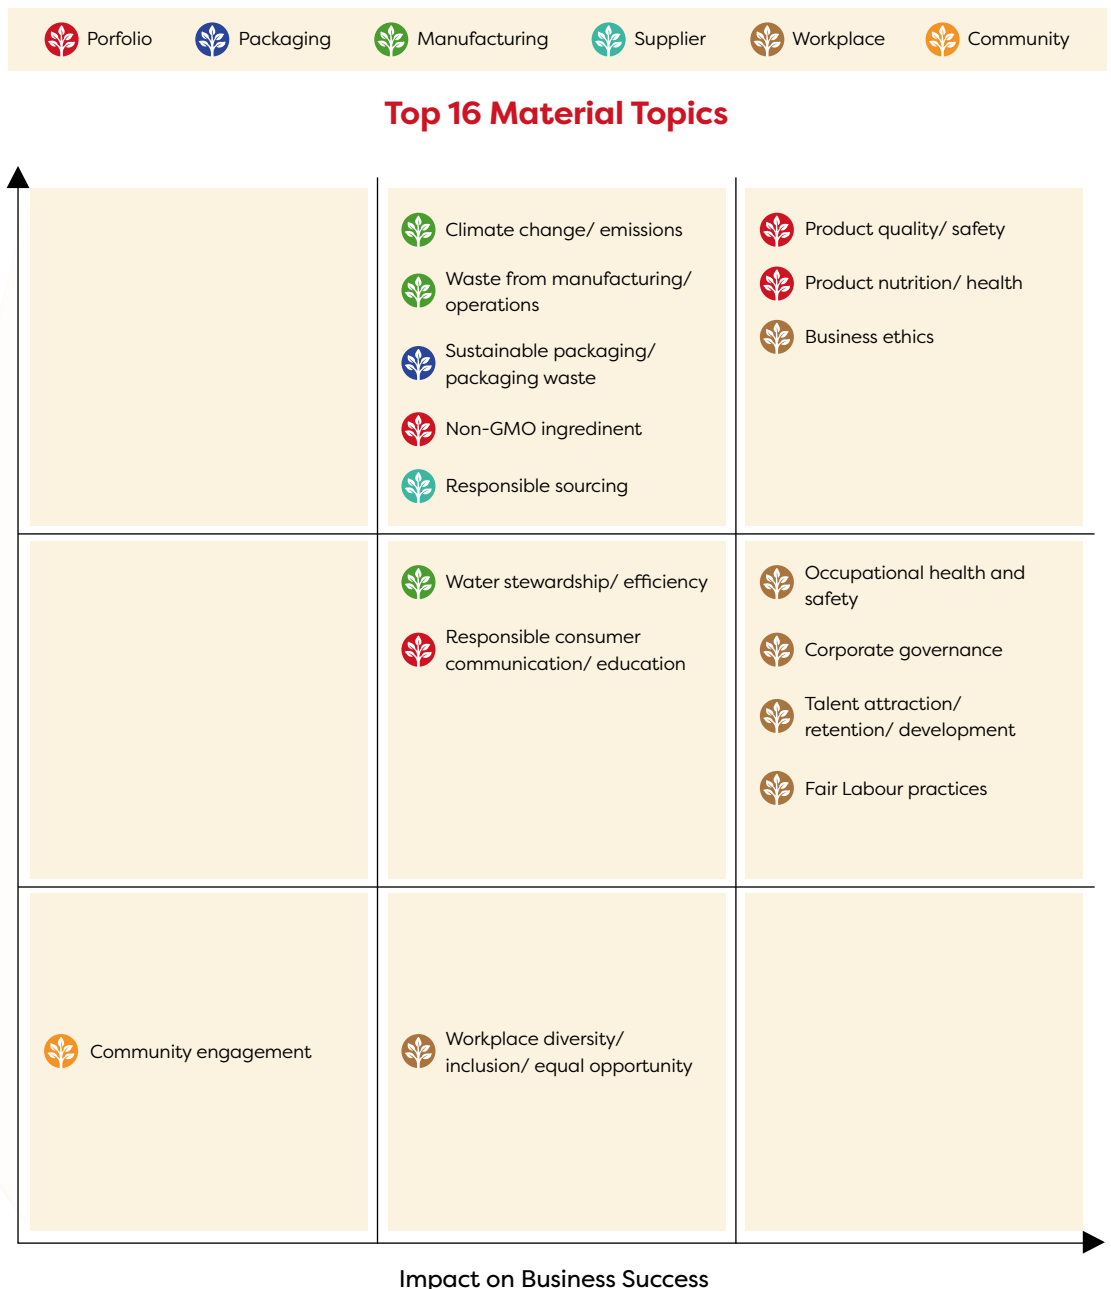 Porfolio
Packaging
Manufacturing
Supplier
Workplace
Community
Top 16 Material Topics
Climate change/ emissions
Waste from manufacturing/
operations
Sustainable packaging/
packaging waste
Non-GMO ingredinent
Responsible sourcing
Product quality/ safety
Product nutrition/ health
Business ethics
Water stewardship/ efficiency
Responsible consumer
communication/ education
Occupational health and
safety
Corporate governance
Talent attraction/
retention/ development
Fair Labour practices
Community engagement
Workplace diversity/
inclusion/ equal opportunity
Impact on Business Success